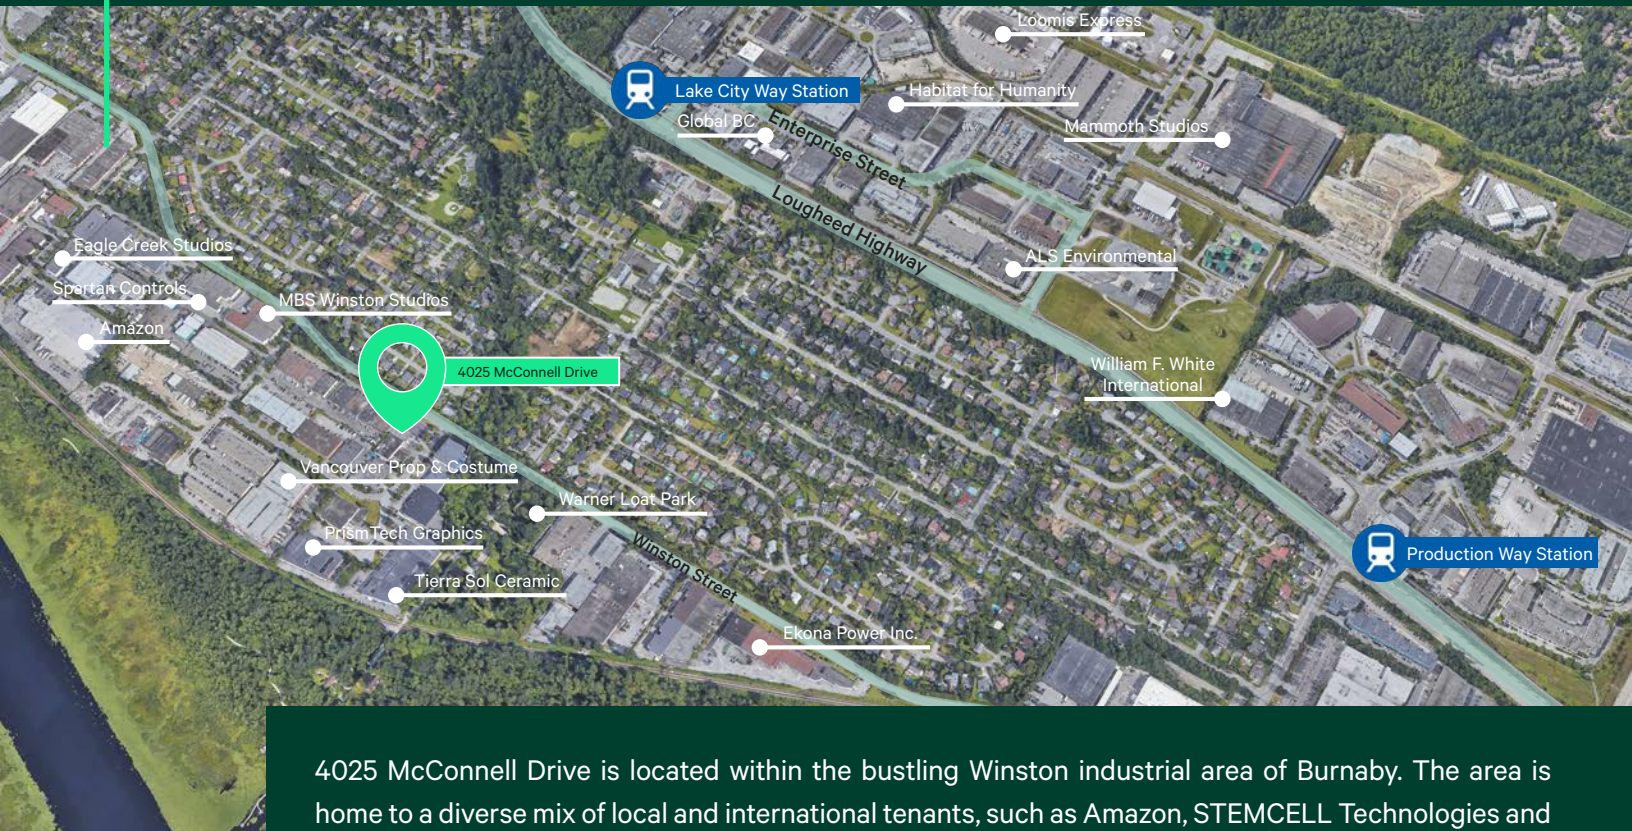 Loomis Express
Lake City Way Station
Habitat for Humanity
Global BC
Enterprise Street
Mammoth Studios
Lougheed Highway
Eagle Creek Studios
ALS Environmental
Spartan Controls
MBS Winston Studios
Amazon
4025 McConnell Drive
William F. White
International
Vancouver Prop & Costume
Warner Loat Park
PrismTech Graphics
Winston Street
Production Way Station
Tierra Sol Ceramic
Ekona Power Inc.
4025 McConnell Drive is located within the bustling Winston industrial area of Burnaby. The area is
home to a diverse mix of local and international tenants, such as Amazon, STEMCELL Technologies and